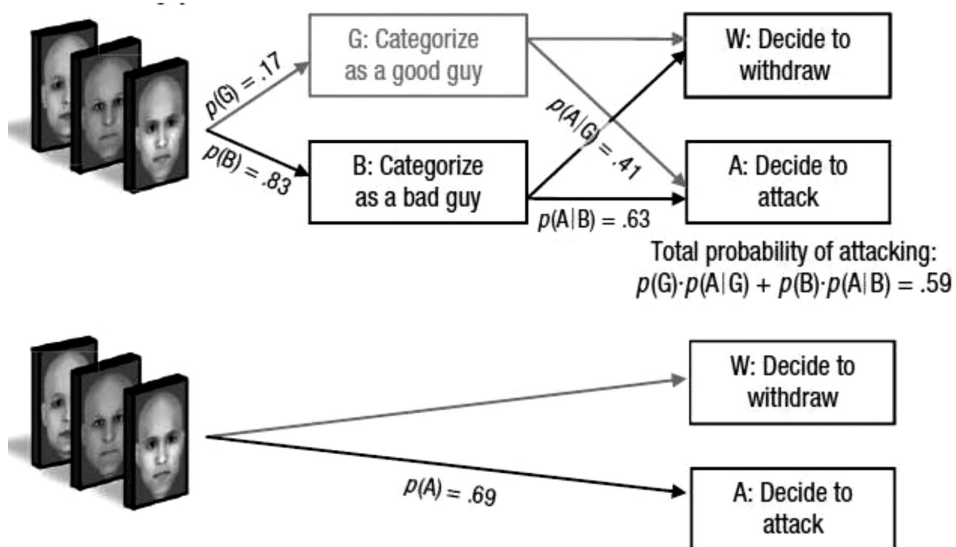 G: Categorize
as a good guy
W: Decide to
withdraw
p(G) = .17
p(A|G) = .41
p(B) = .83
B: Categorize
as a bad guy
A: Decide to
attack
p(A|B) = .63
Total probability of attacking:
p(G)·p(A|G) + p(B)·p(A|B) = .59
W: Decide to
withdraw
p(A) = .69
A: Decide to
attack